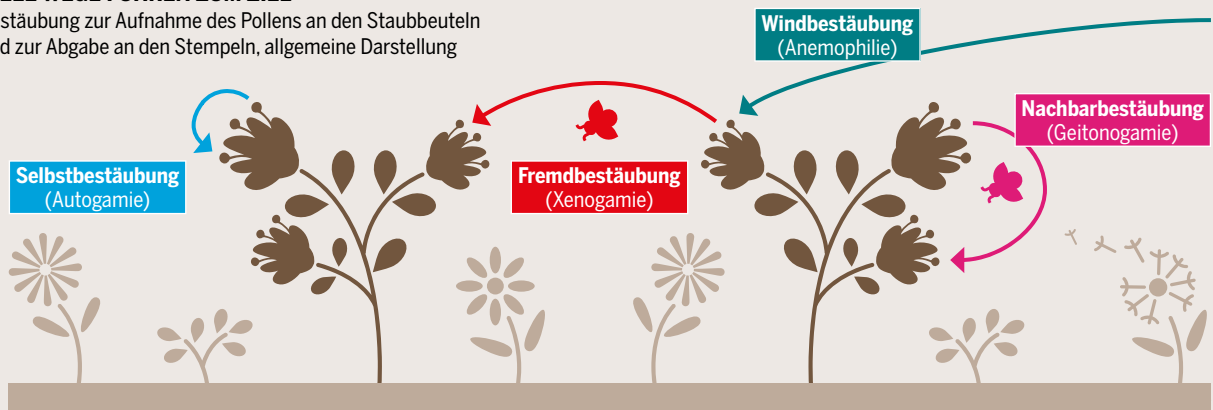 estäubung zur Aufnahme des Pollens an den Staubbeuteln
d zur Abgabe an den Stempeln, allgemeine Darstellung
Windbestäubung
(Anemophilie)
Nachbarbestäubung
(Geitonogamie)
Selbstbestäubung
(Autogamie)
Fremdbestäubung
(Xenogamie)